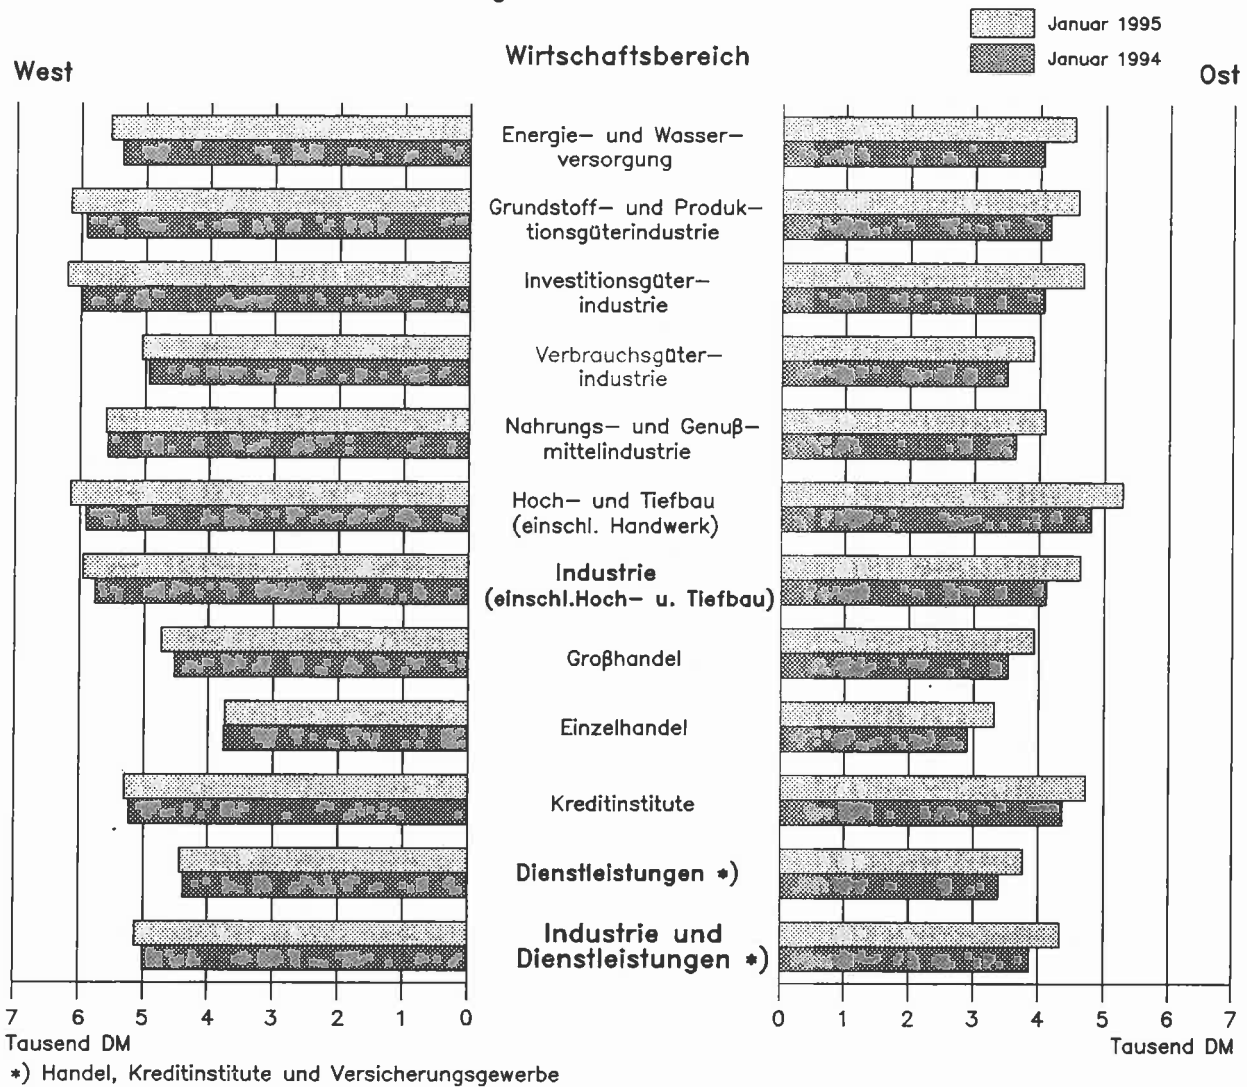 Januar 1995
Januar 1994
Wirtschaftsbereich
West
Ost
Energie- und Wasser-
versorgung
Grundstoff- und Produk-
tionsgüterindustrie
Investitionsgüter-
industrie
Verbrauchsgüter-
industrie
Nahrungs- und Genuß-
mittelindustrie
Hoch- und Tiefbau
(einschl. Handwerk)
Industrie
(einschl.Hoch- u. Tiefbau)
Großhandel
Einzelhandel
Kreditinstitute
Dienstleistungen *)
Industrie und
Dienstleistungen *)
7 6 5 4 3 2 1 0
0 1 2 3 4 5 6 7
Tausend DM
Tausend DM
*) Handel, Kreditinstitute und Versicherungsgewerbe